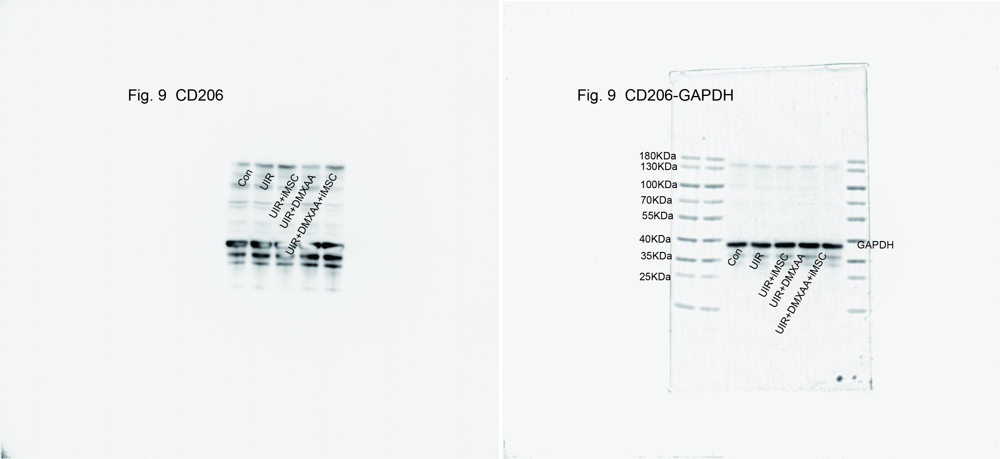 Fig. 9  CD206
Con
UIR
UIR+iMSC
UIR+DMXAA
UIR+DMXAA+iMSC
Fig. 9  CD206-GAPDH
180KDa
130KDa
100KDa
70KDa
55KDa
40KDa
35KDa
25KDa
GAPDH
Con
UIR
UIR+iMSC
UIR+DMXAA
UIR+DMXAA+iMSC